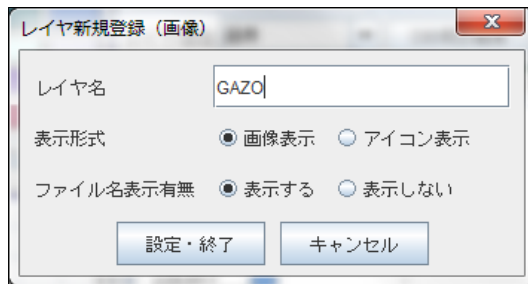 レイヤ新規登録（画像）
レイヤ名 GAZO
表示形式 画像表示 アイコン表示
ファイル名表示有無 表示する 表示しない
設定・終了 キャンセル